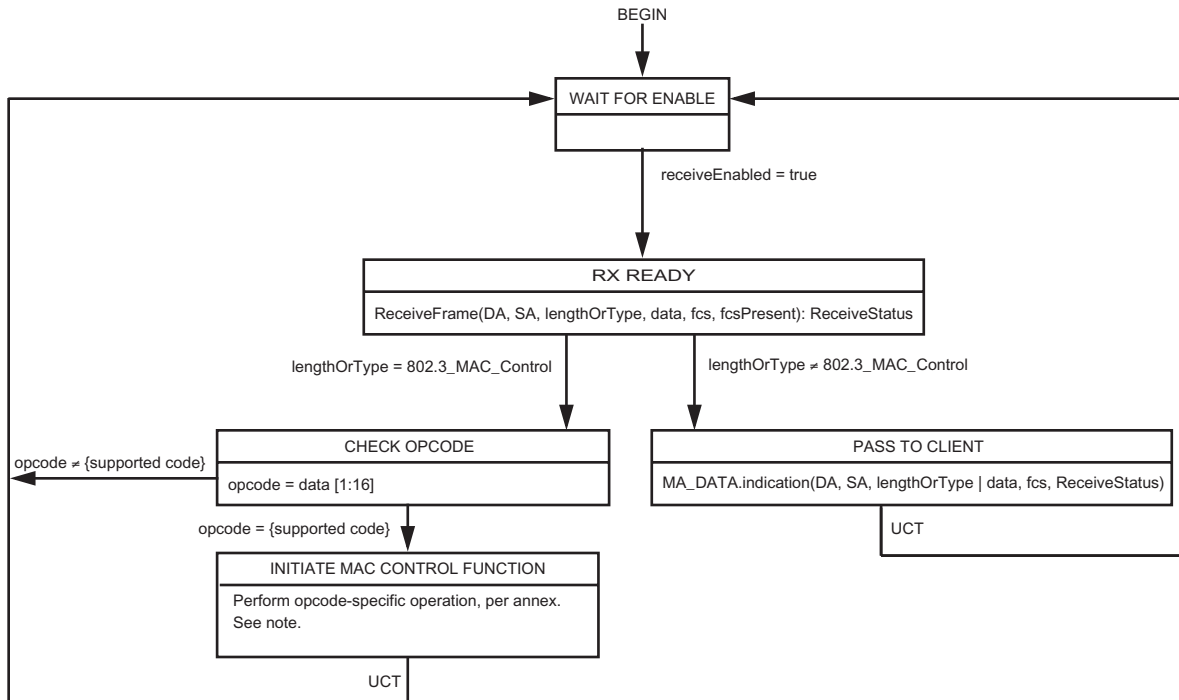 BEGIN
WAIT FOR ENABLE
receiveEnabled = true
RX READY
ReceiveFrame(DA, SA, lengthOrType, data, fcs, fcsPresent): ReceiveStatus
lengthOrType = 802.3_MAC_Control
lengthOrType ≠ 802.3_MAC_Control
CHECK OPCODE
opcode = data [1:16]
opcode ≠ {supported code}
PASS TO CLIENT
MA_DATA.indication(DA, SA, lengthOrType | data, fcs, ReceiveStatus)
UCT
opcode = {supported code}
INITIATE MAC CONTROL FUNCTION
Perform opcode-specific operation, per annex.
See note.
UCT